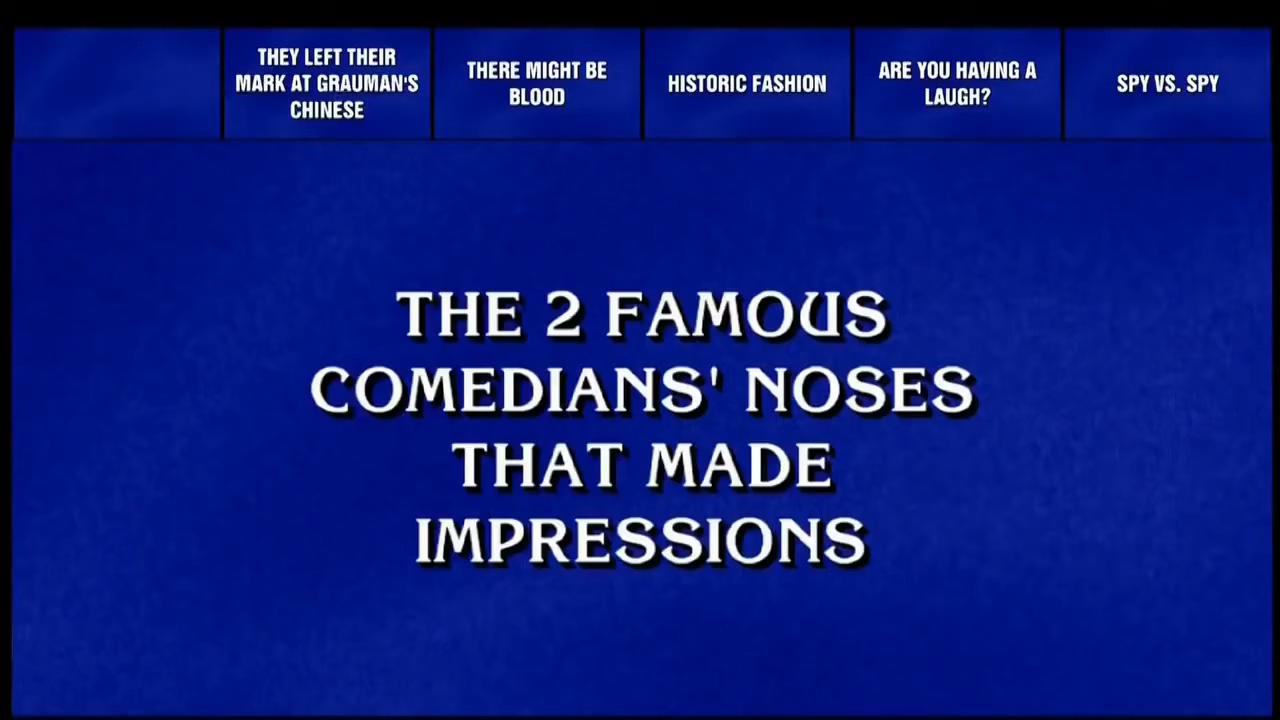 THEY LEFT THEIR
MARK AT GRAUMAN'S
CHINESE
THERE MIGHT BE
BLOOD
HISTORIC FASHION
ARE YOU HAVING A
LAUGH?
SPY VS. SPY
THE 2 FAMOUS
COMEDIANS' NOSES
THAT MADE
IMPRESSIONS